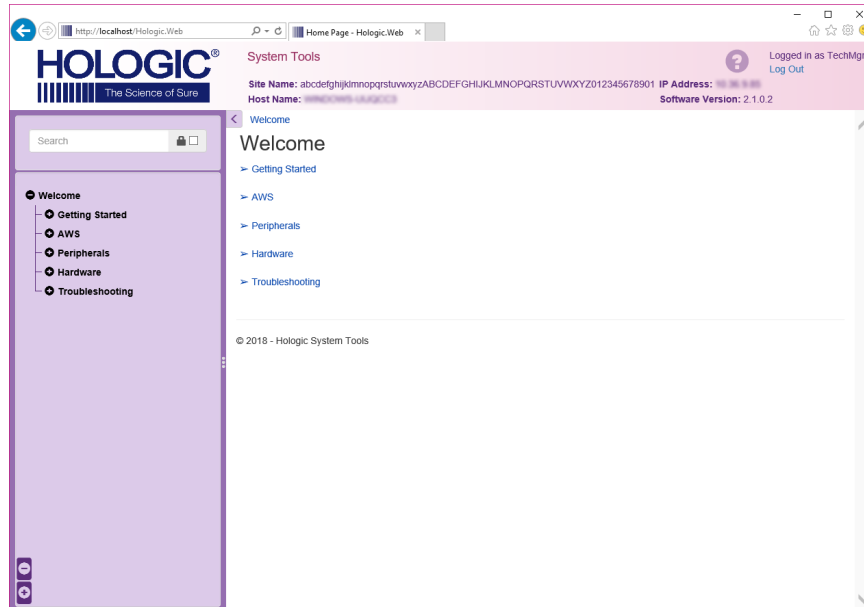 http://localhost/Hologic.Web
Home Page - Hologic.Web
HOLOGIC®
The Science of Sure
System Tools
Logged in as TechMgr
Log Out
Site Name: abcdefghijklmnopqrstuvwxyzABCDEFGHIJKLMNOPQRSTUVWXYZ012345678901 IP Address:
Host Name:
Software Version: 2.1.0.2
Search
Welcome
Getting Started
AWS
Peripherals
Hardware
Troubleshooting
Welcome
Welcome
➢ Getting Started
➢ AWS
➢ Peripherals
➢ Hardware
➢ Troubleshooting
© 2018 - Hologic System Tools